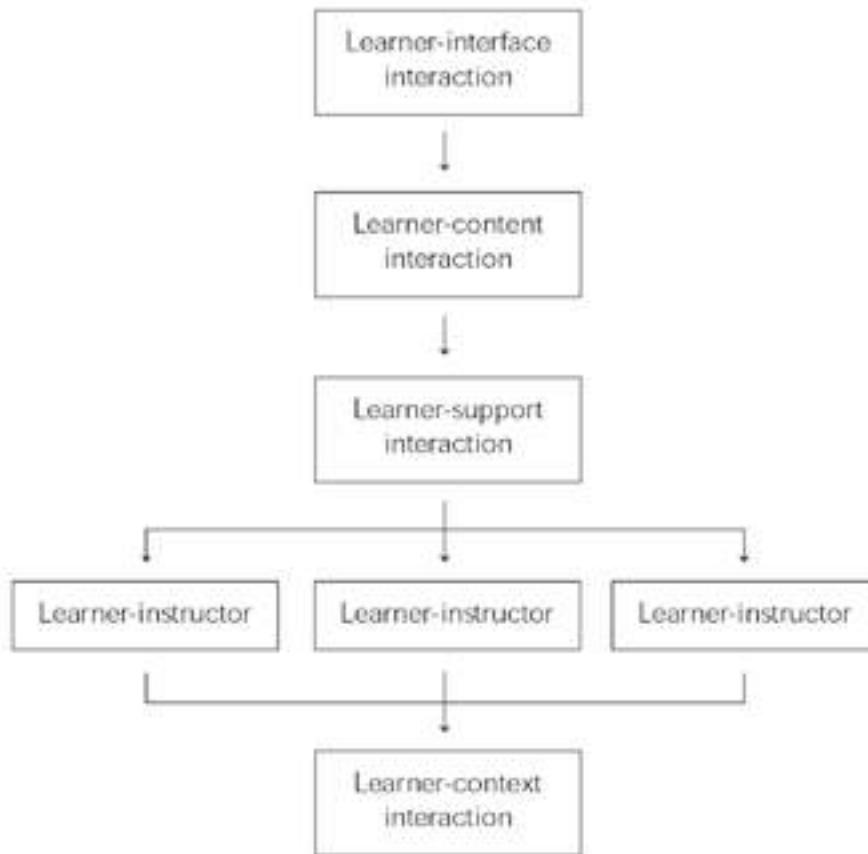 Learner-interface
interaction
Learner-content
interaction
Learner-support
interaction
Learner-instructor
Learner-instructor
Learner-instructor
Learner-context
interaction